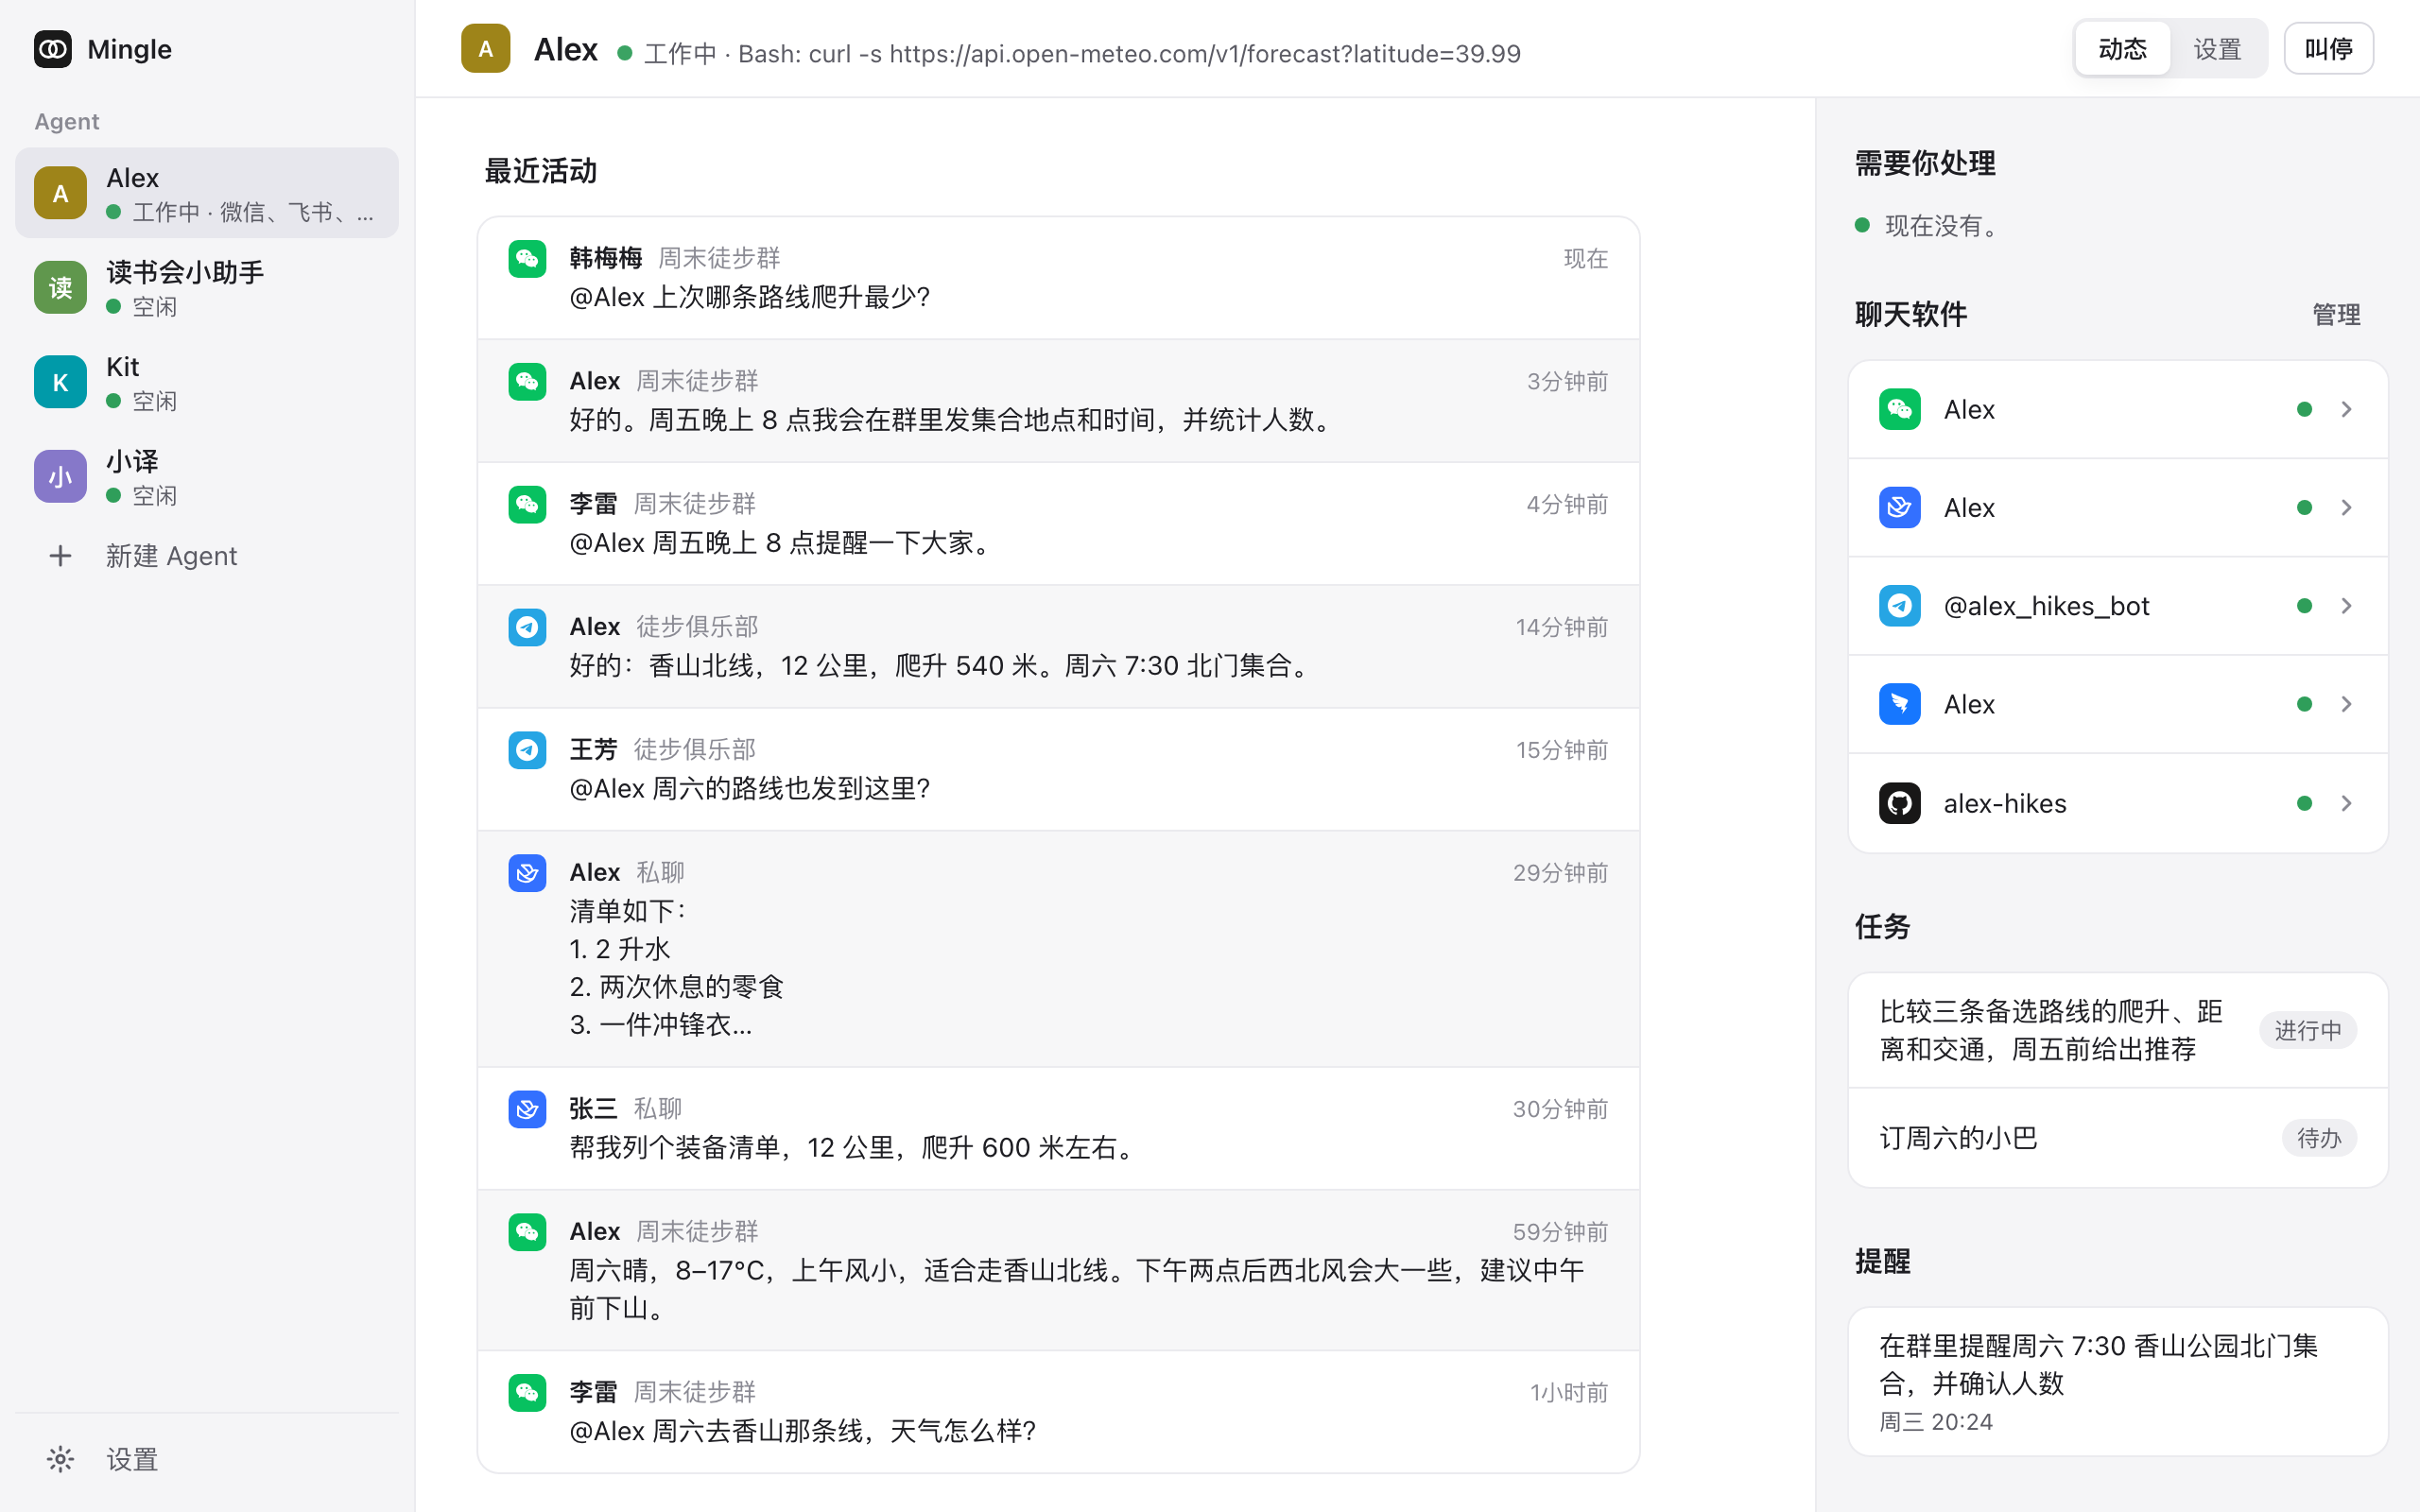 Mingle
Agent
A
Alex
工作中 · 微信、飞书、...
读
读书会小助手
空闲
K
Kit
空闲
小
小译
空闲
新建 Agent
设置
A
Alex
工作中 · Bash: curl -s https://api.open-meteo.com/v1/forecast?latitude=39.99
动态
设置
叫停
最近活动
韩梅梅 周末徒步群 现在
@Alex 上次哪条路线爬升最少?
Alex 周末徒步群 3分钟前
好的。周五晚上 8 点我会在群里发集合地点和时间，并统计人数。
李雷 周末徒步群 4分钟前
@Alex 周五晚上 8 点提醒一下大家。
Alex 徒步俱乐部 14分钟前
好的：香山北线，12 公里，爬升 540 米。周六 7:30 北门集合。
王芳 徒步俱乐部 15分钟前
@Alex 周六的路线也发到这里?
Alex 私聊 29分钟前
清单如下：
1. 2 升水
2. 两次休息的零食
3. 一件冲锋衣...
张三 私聊 30分钟前
帮我列个装备清单，12 公里，爬升 600 米左右。
Alex 周末徒步群 59分钟前
周六晴，8–17°C，上午风小，适合走香山北线。下午两点后西北风会大一些，建议中午
前下山。
李雷 周末徒步群 1小时前
@Alex 周六去香山那条线，天气怎么样?
需要你处理
现在没有。
聊天软件 管理
Alex
Alex
@alex_hikes_bot
Alex
alex-hikes
任务
比较三条备选路线的爬升、距
离和交通，周五前给出推荐
进行中
订周六的小巴 待办
提醒
在群里提醒周六 7:30 香山公园北门集
合，并确认人数
周三 20:24